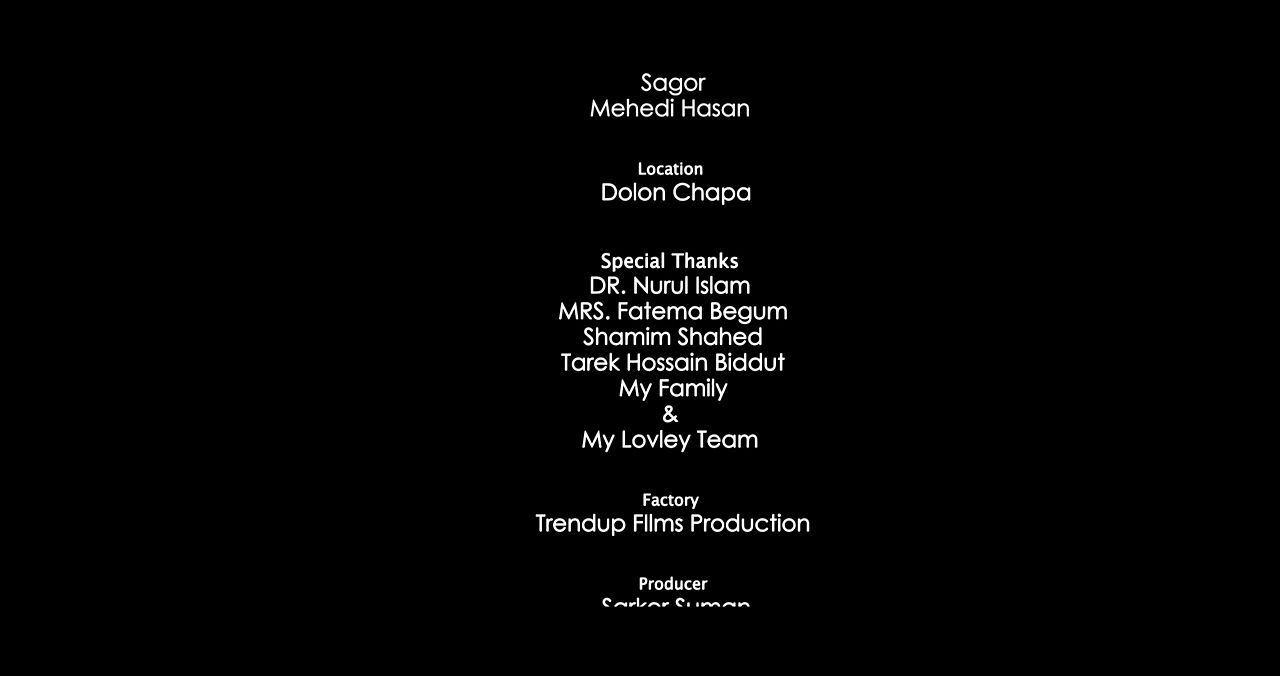 Sagor
Mehedi Hasan
Location
Dolon Chapa
Special Thanks
DR. Nurul Islam
MRS. Fatema Begum
Shamim Shahed
Tarek Hossain Biddut
My Family
&
My Lovley Team
Factory
Trendup FIlms Production
Producer